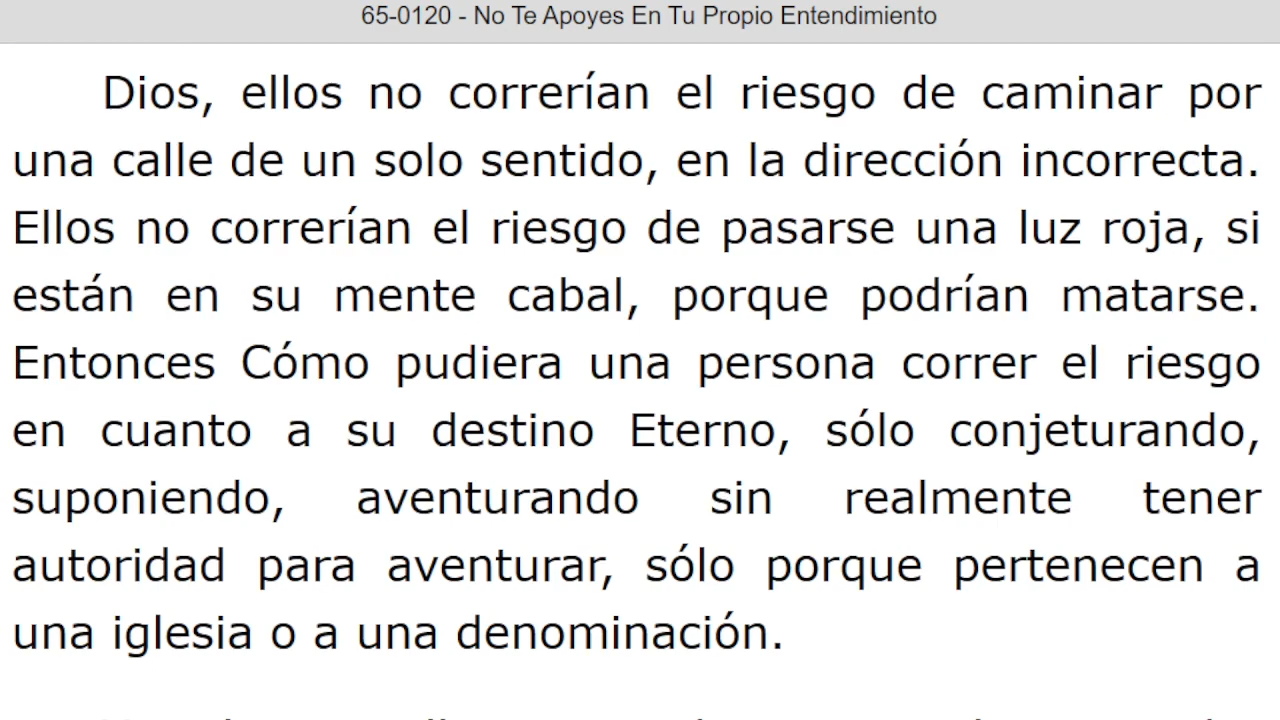 65-0120 - No Te Apoyes En Tu Propio Entendimiento
Dios, ellos no correrían el riesgo de caminar por
una calle de un solo sentido, en la dirección incorrecta.
Ellos no correrían el riesgo de pasarse una luz roja, si
están en su mente cabal, porque podrían matarse.
Entonces Cómo pudiera una persona correr el riesgo
en cuanto a su destino Eterno, sólo conjeturando,
suponiendo, aventurando sin realmente tener
autoridad para aventurar, sólo porque pertenecen a
una iglesia o a una denominación.